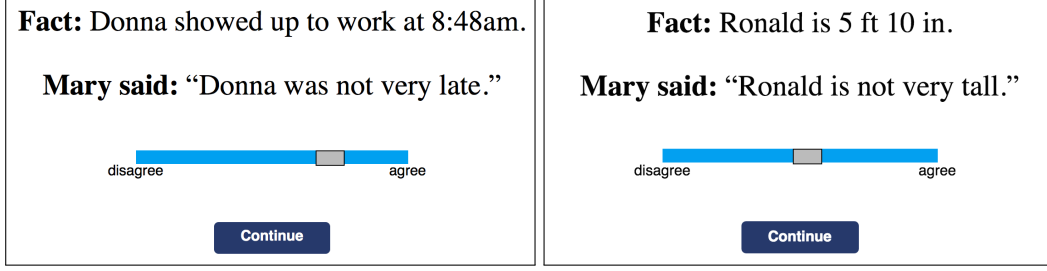 Fact: Donna showed up to work at 8:48am.
Mary said: “Donna was not very late.”
disagree agree
Continue
Fact: Ronald is 5 ft 10 in.
Mary said: “Ronald is not very tall.”
disagree agree
Continue